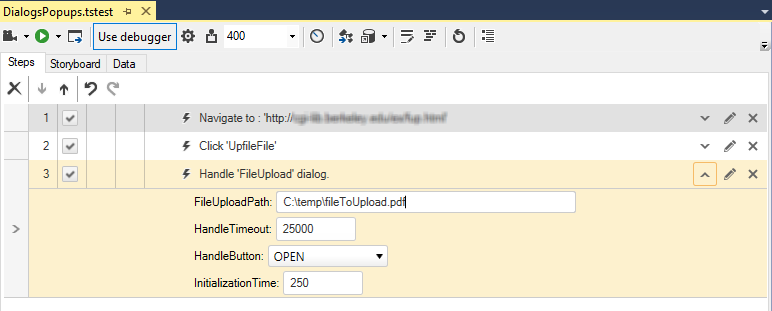 DialogsPopups.tstest
Use debugger 400
Steps Storyboard Data
1 Navigate to : 'http://
2 Click 'UpfileFile'
3 Handle 'FileUpload' dialog.
FileUploadPath: C:\temp\fileToUpload.pdf
HandleTimeout: 25000
HandleButton: OPEN
InitializationTime: 250